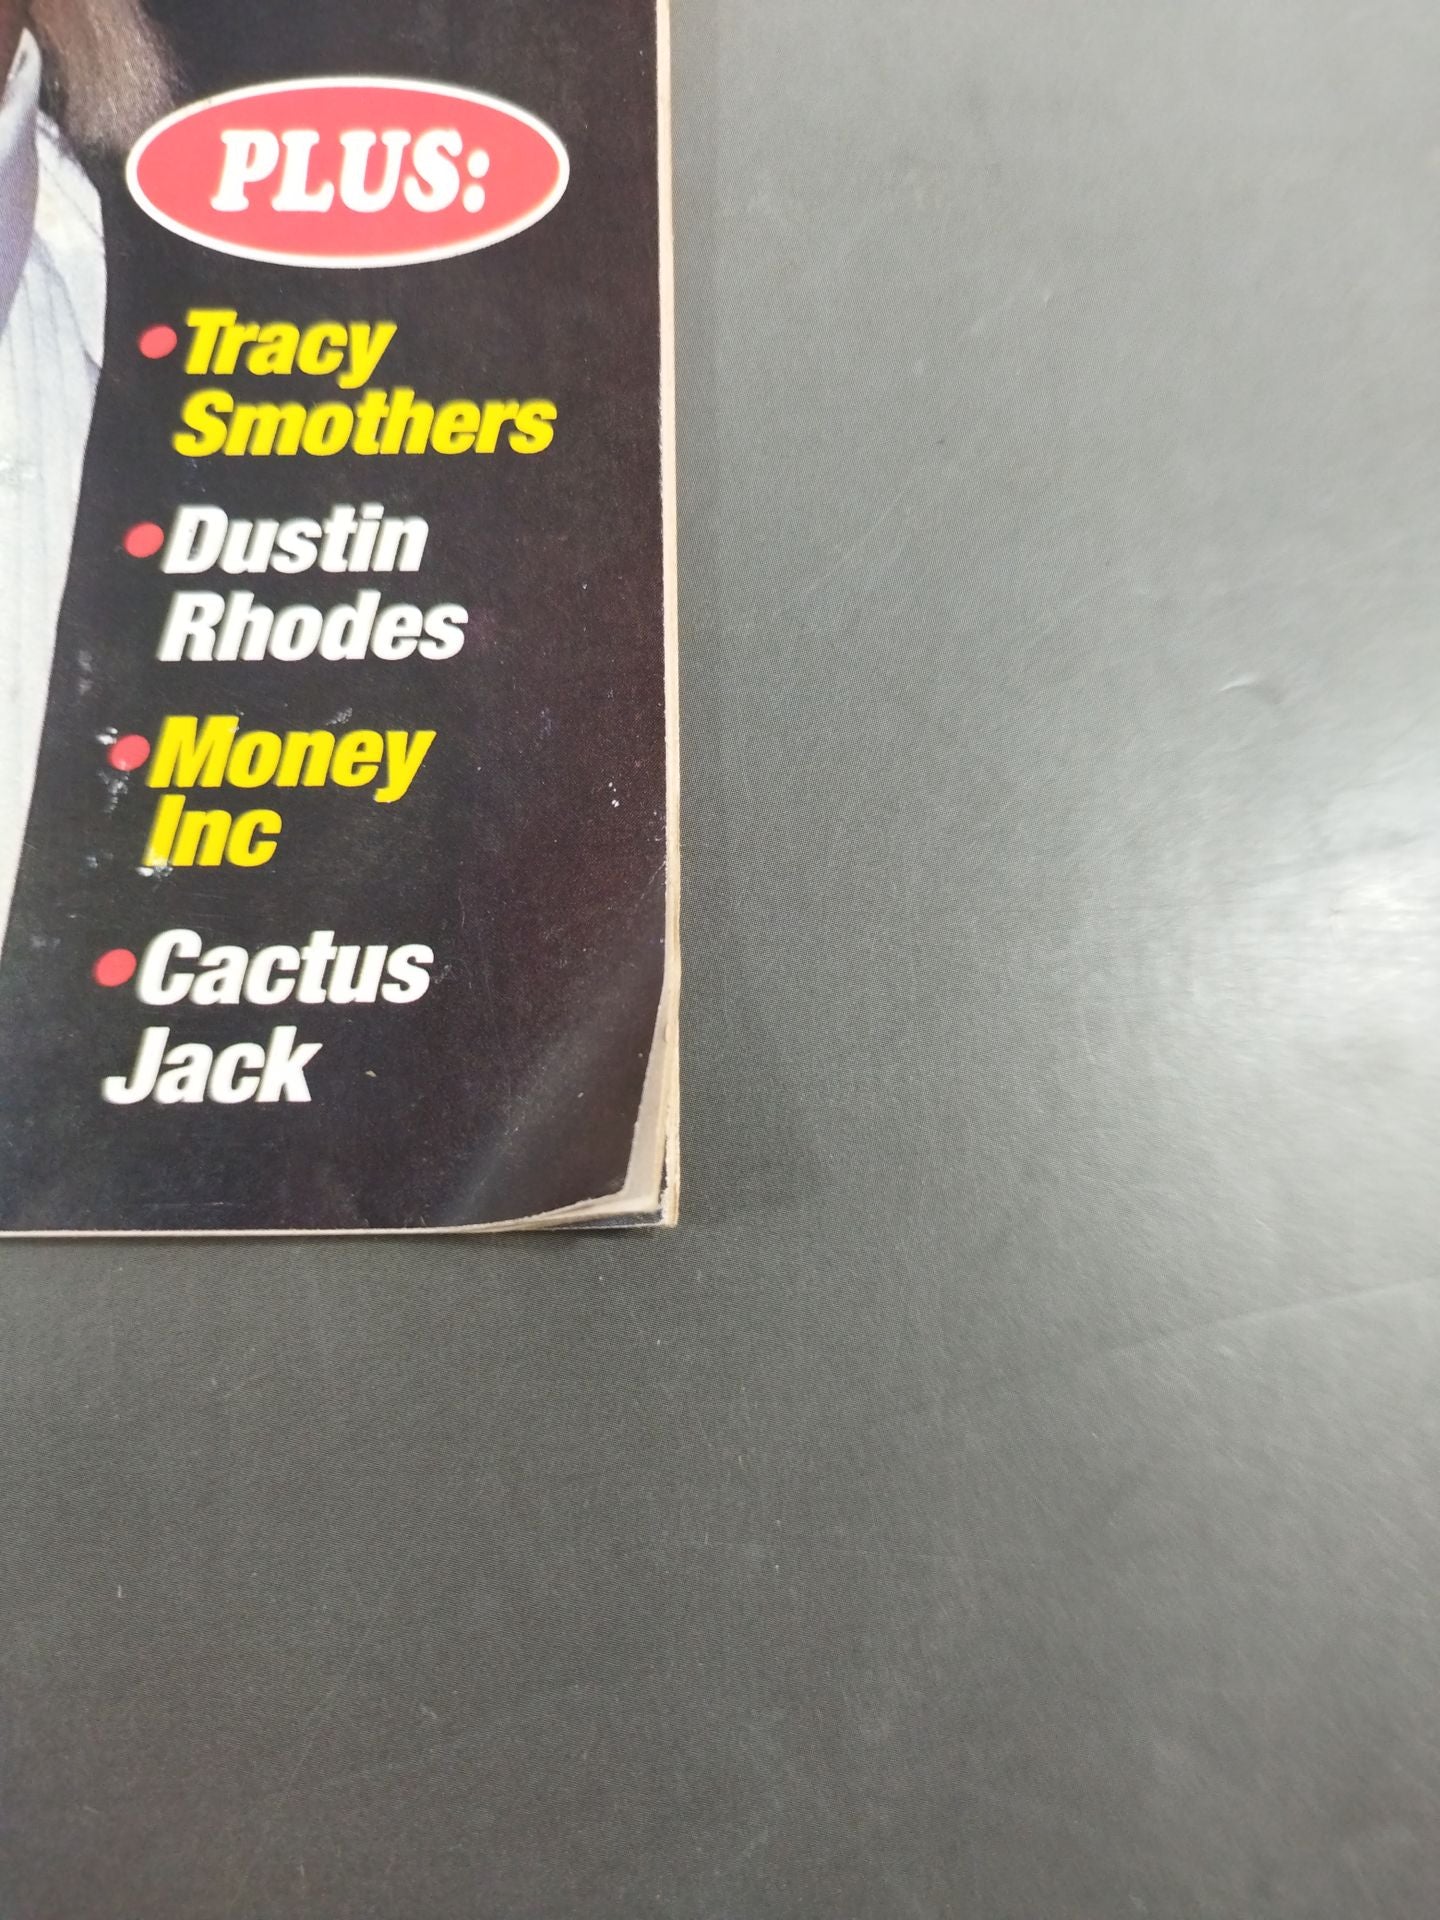 PLUS:
•Tracy
Smothers
•Dustin
Rhodes
•Money
Inc
•Cactus
Jack